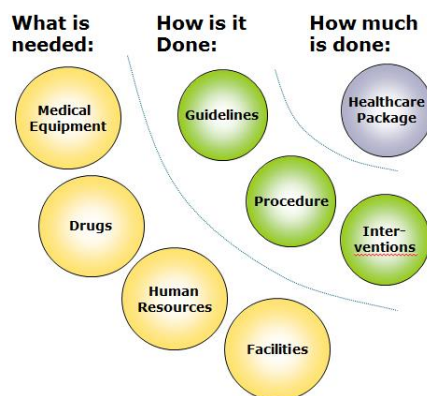 What is
needed:
How is it
Done:
How much
is done:
Medical
Equipment
Guidelines
Healthcare
Package
Drugs
Procedure
Inter-
ventions
Human
Resources
Facilities